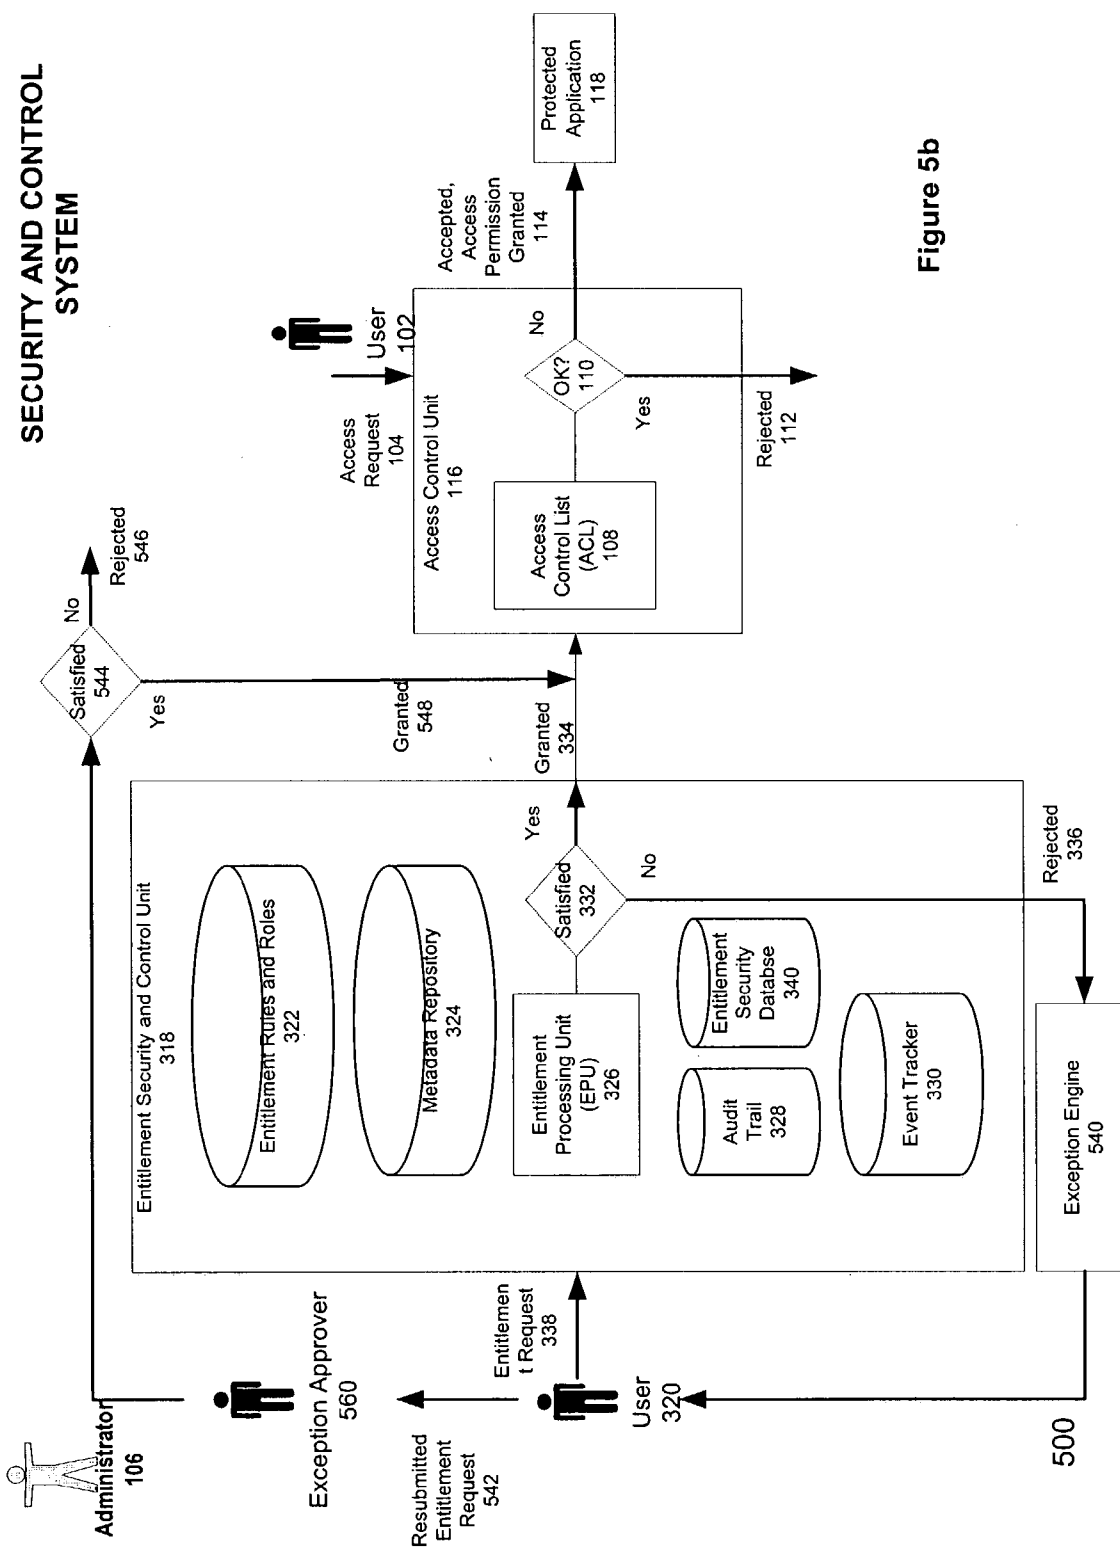 SECURITY AND CONTROL
SYSTEM
Administrator
106
Exception Approver
560
Resubmitted
Entitlement
Request
542
User
320
Entitlemen
t Request
338
500
Entitlement Security and Control Unit
318
Entitlement Rules and Roles
322
Metadata Repository
324
Entitlement
Processing Unit
(EPU)
326
Satisfied
332
Yes
No
Audit
Trail
328
Entitlement
Security
Databse
340
Event Tracker
330
Exception Engine
540
Rejected
336
Granted
334
Satisfied
544
No
Rejected
546
Yes
Granted
548
Access
Request
104
User
102
Access Control Unit
116
Access
Control List
(ACL)
108
OK?
110
No
Yes
Rejected
112
Accepted,
Access
Permission
Granted
114
Protected
Application
118
Figure 5b